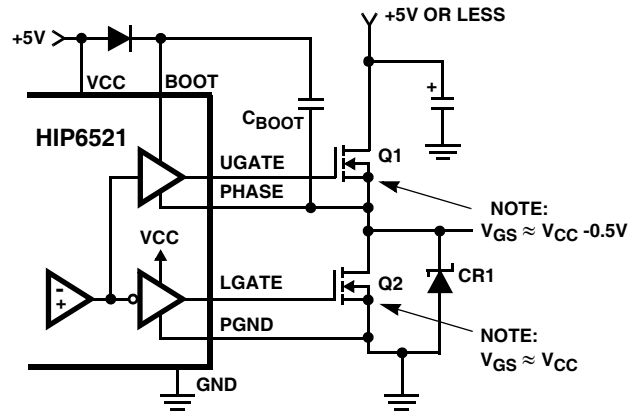 +5V OR LESS
+5V
VCC
BOOT
CBOOT
HIP6521
UGATE
Q1
PHASE
NOTE:
VGS ≈ VCC -0.5V
VCC
LGATE
Q2
CR1
-
+
PGND
NOTE:
VGS ≈ VCC
GND
+